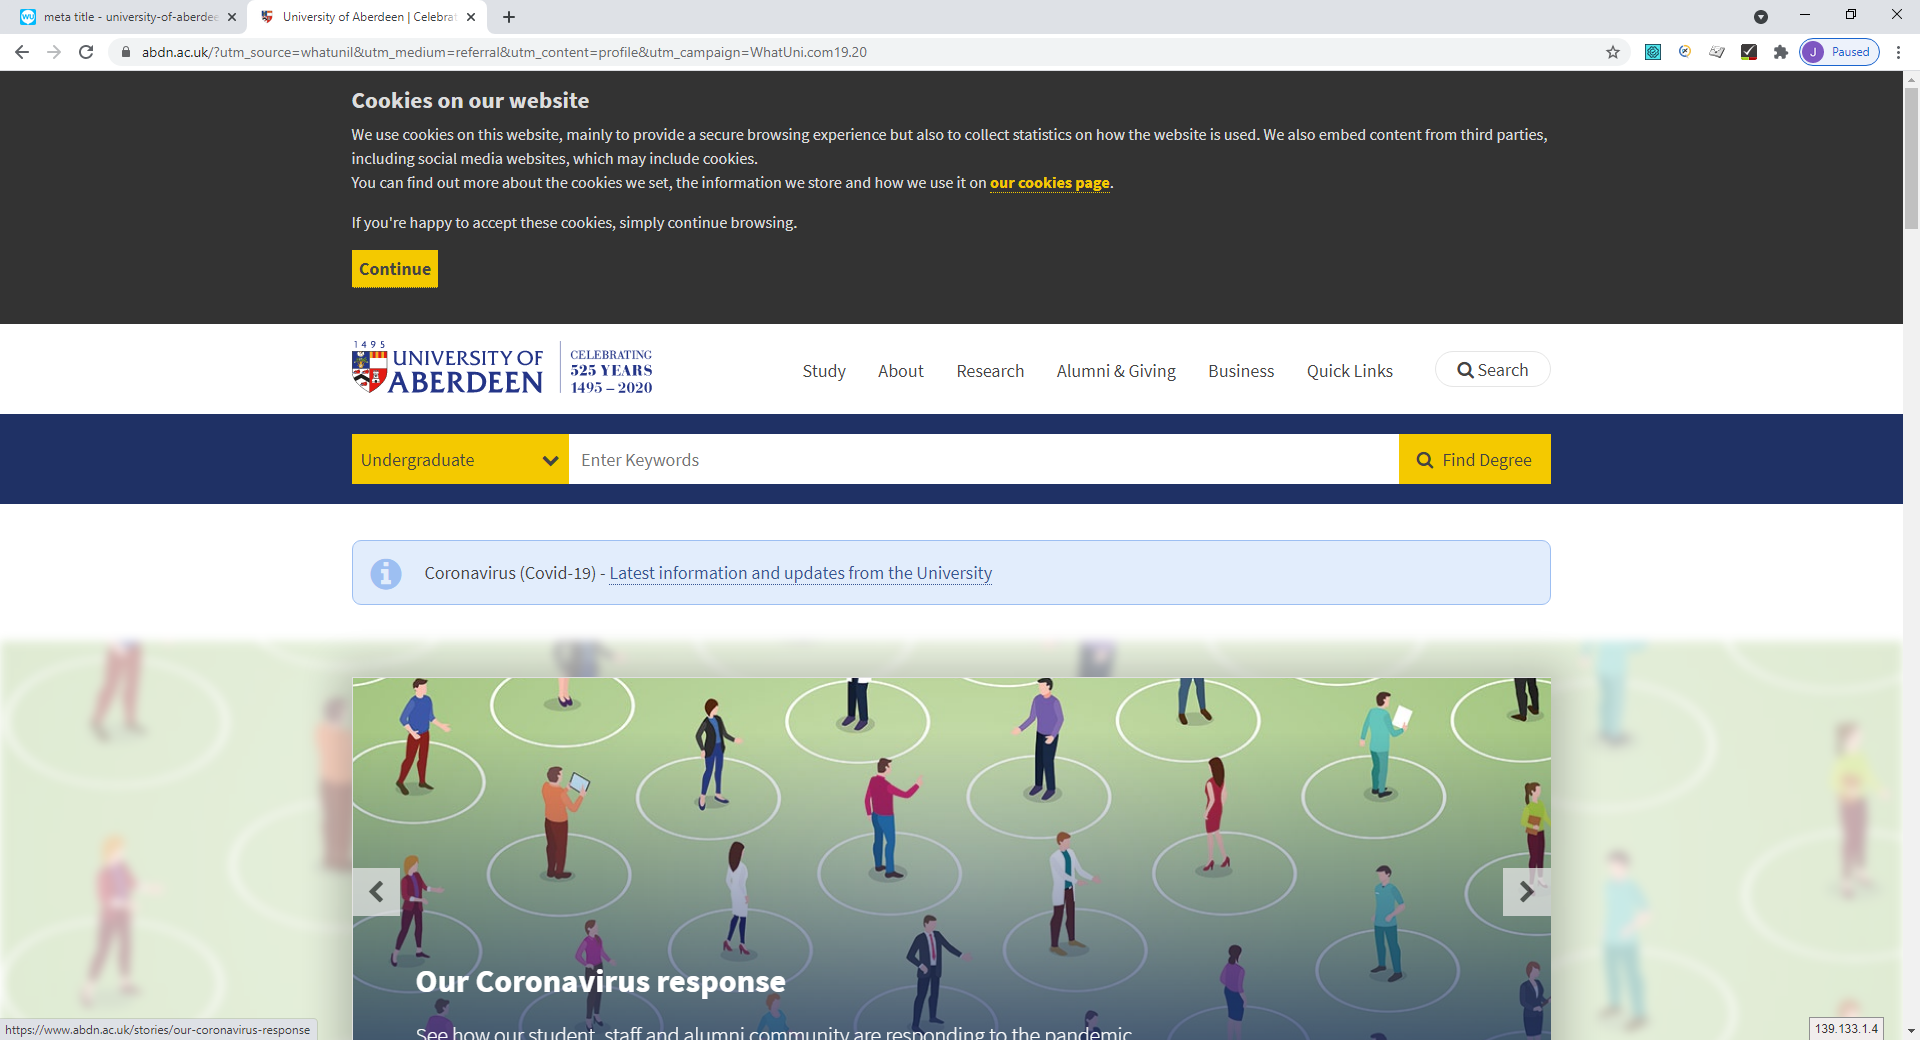 meta title - university-of-aberdee
University of Aberdeen | Celebrat
abdn.ac.uk/?utm_source=whatunil&utm_medium=referral&utm_content=profile&utm_campaign=WhatUni.com19.20
J Paused
Cookies on our website
We use cookies on this website, mainly to provide a secure browsing experience but also to collect statistics on how the website is used. We also embed content from third parties,
including social media websites, which may include cookies.
You can find out more about the cookies we set, the information we store and how we use it on our cookies page.
If you're happy to accept these cookies, simply continue browsing.
Continue
1495
UNIVERSITY OF
ABERDEEN
CELEBRATING
525 YEARS
1495 – 2020
Study About Research Alumni & Giving Business Quick Links Search
Undergraduate Enter Keywords Find Degree
Coronavirus (Covid-19) - Latest information and updates from the University
Our Coronavirus response
See how our student, staff and alumni community are responding to the pandemic
https://www.abdn.ac.uk/stories/our-coronavirus-response
139.133.1.4